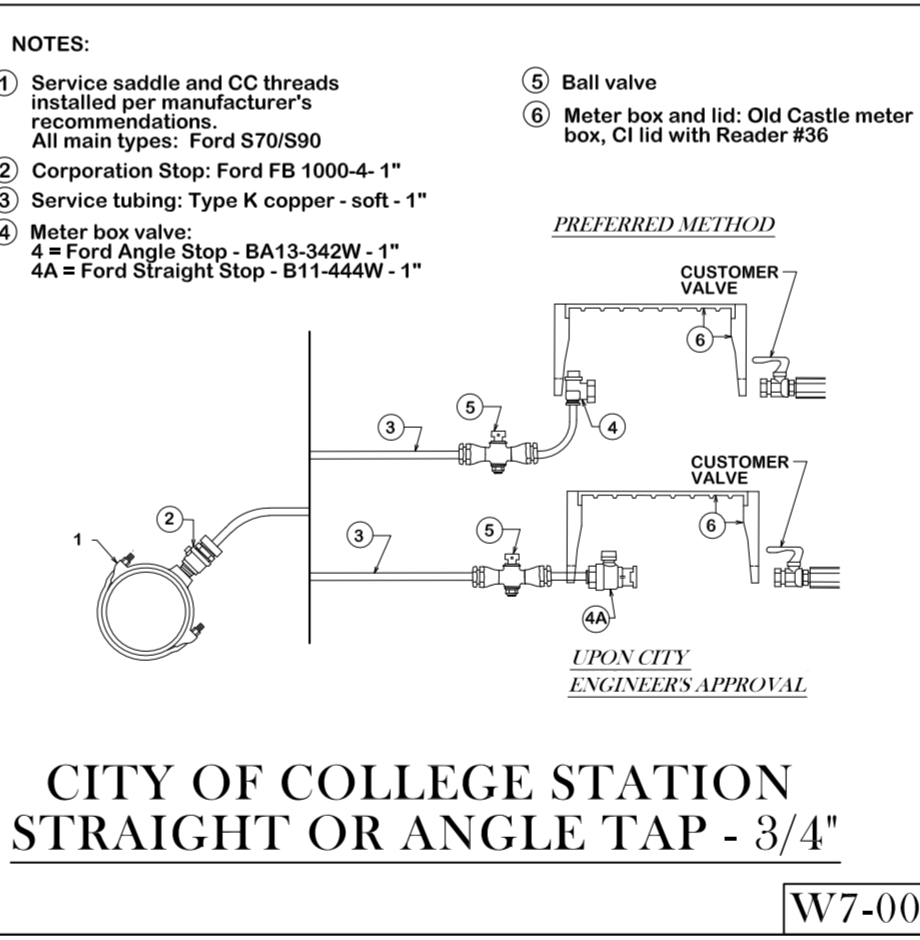 NOTES:
1 Service saddle and CC threads
installed per manufacturer's
recommendations.
All main types: Ford S70/S90
2 Corporation Stop: Ford FB 1000-4- 1"
3 Service tubing: Type K copper - soft - 1"
4 Meter box valve:
4 = Ford Angle Stop - BA13-342W - 1"
4A = Ford Straight Stop - B11-444W - 1"
5 Ball valve
6 Meter box and lid: Old Castle meter
box, CI lid with Reader #36
PREFERRED METHOD
CUSTOMER
VALVE
6
5
3
4
CUSTOMER
VALVE
2
6
5
3
1
4A
UPON CITY
ENGINEER'S APPROVAL
CITY OF COLLEGE STATION
STRAIGHT OR ANGLE TAP - 3/4"
W7-00